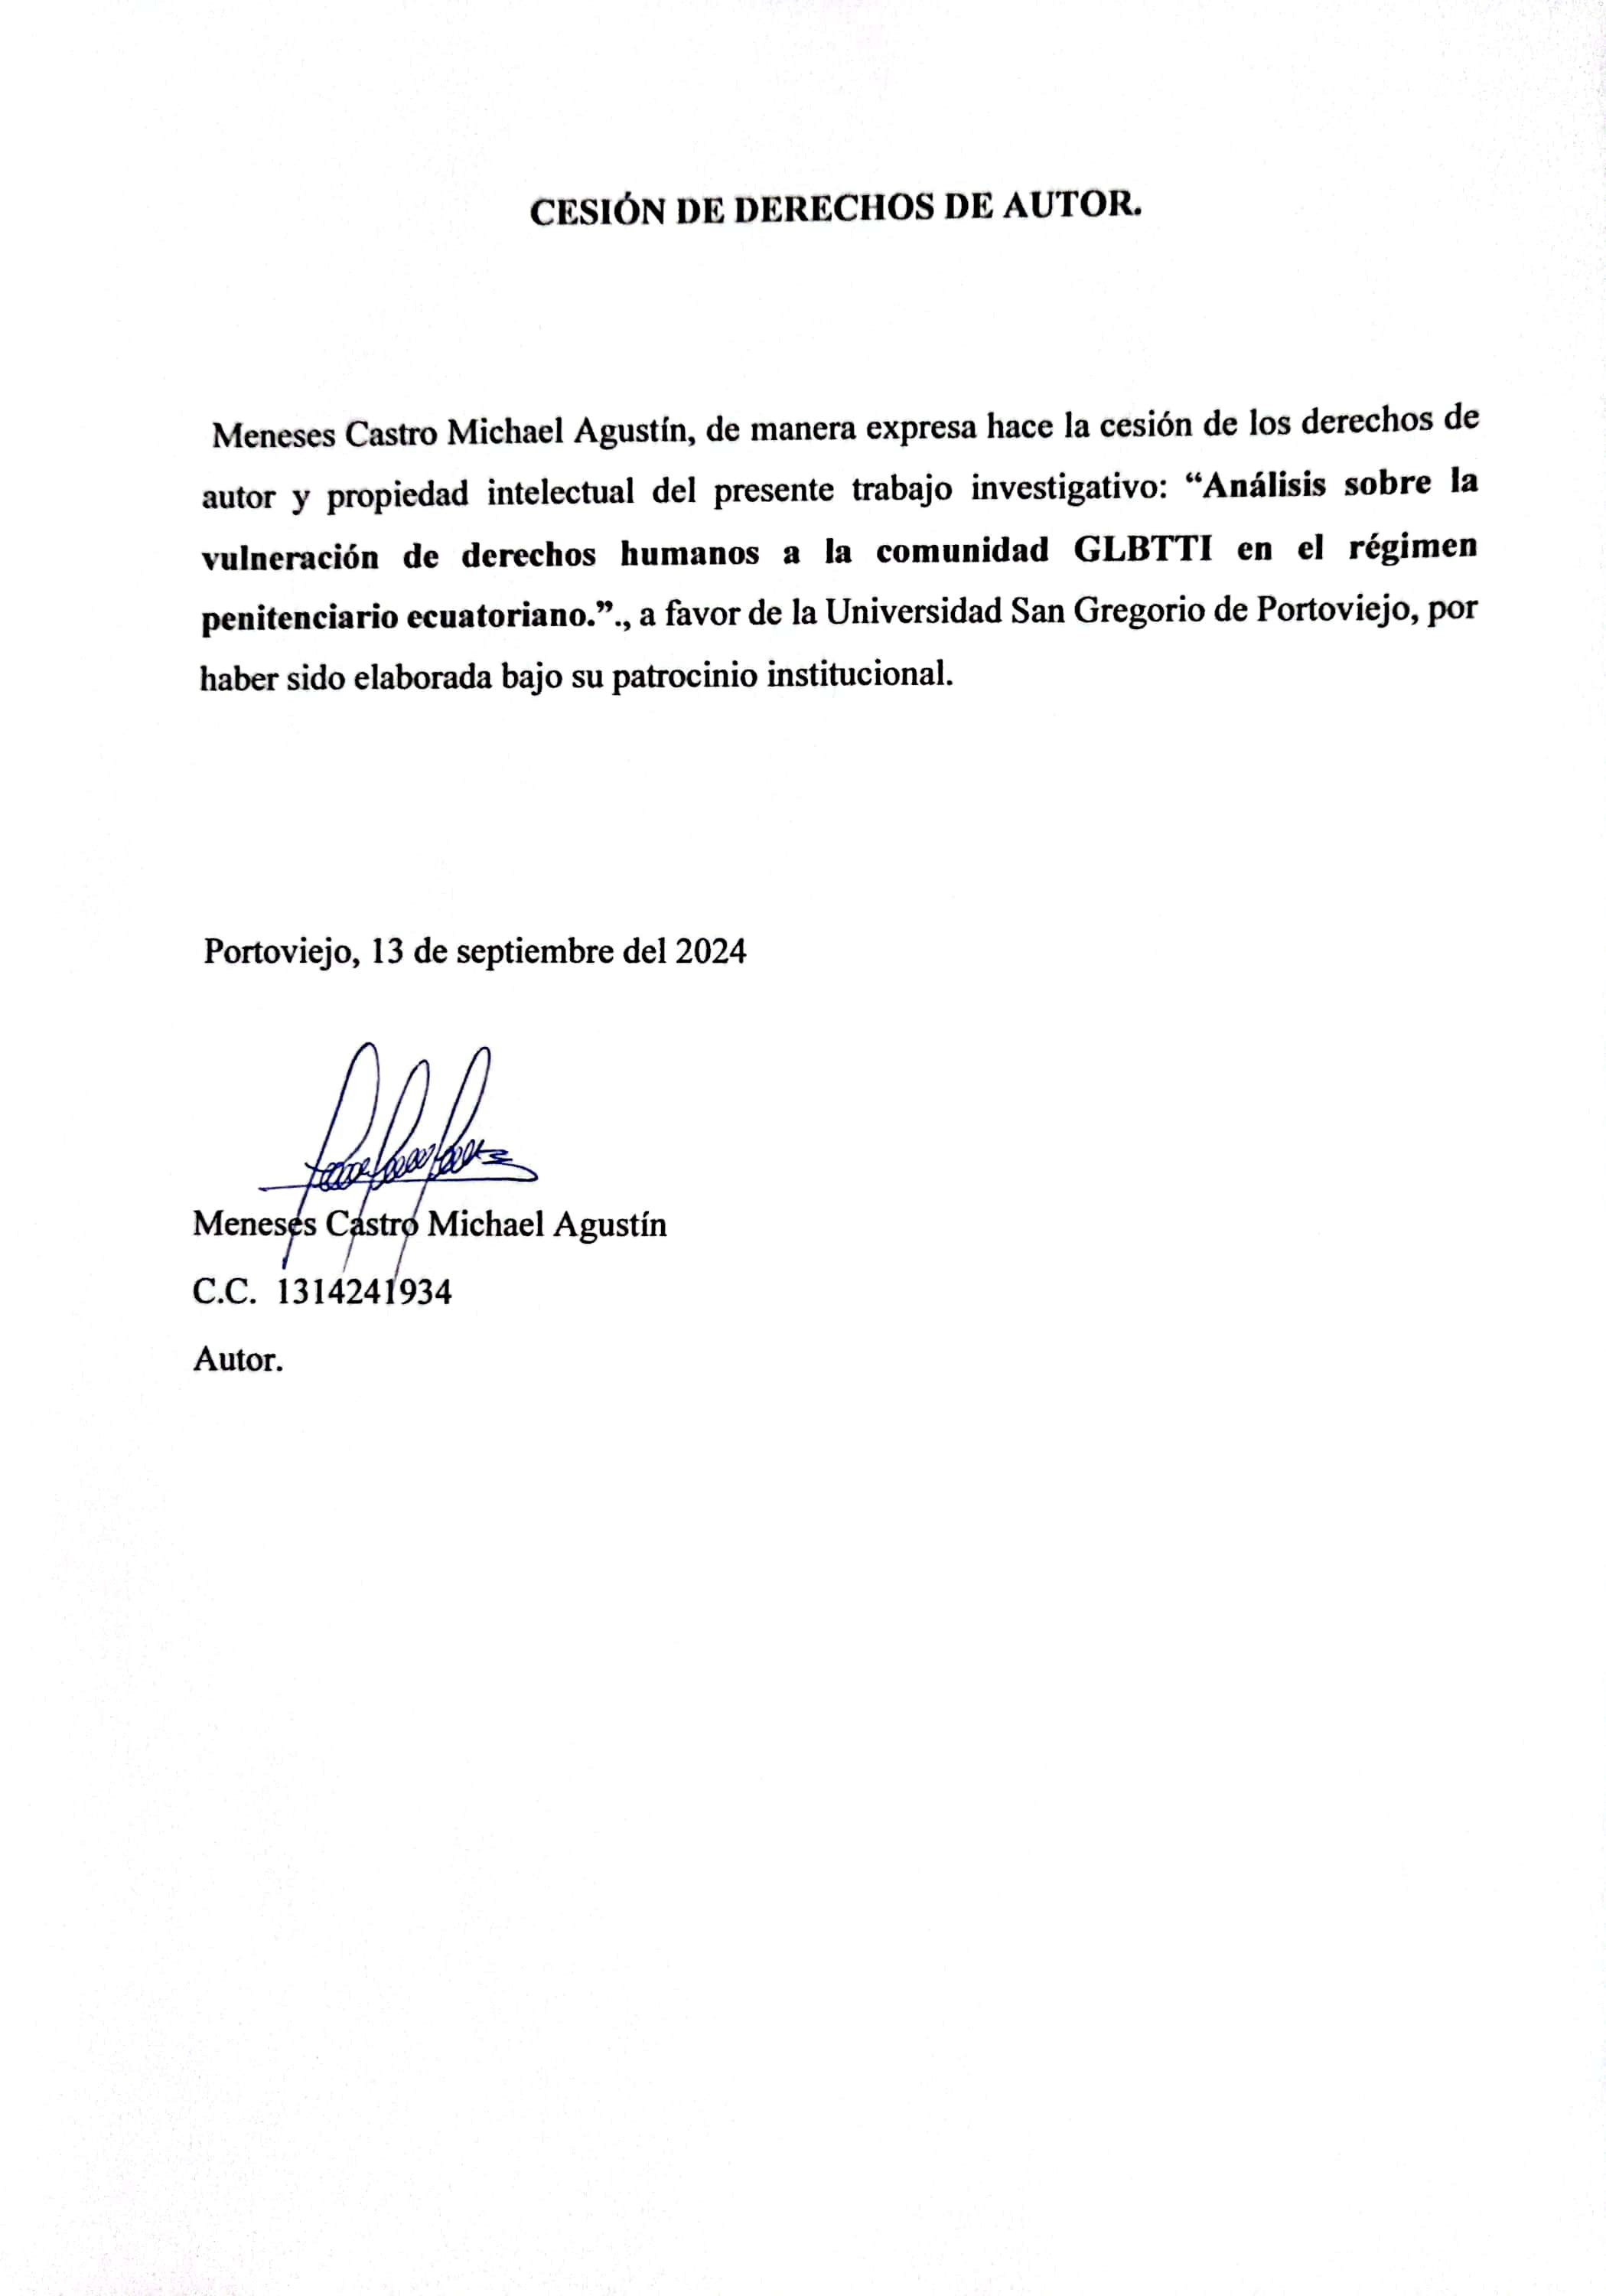 CESIÓN DE DERECHOS DE AUTOR.
Meneses Castro Michael Agustín, de manera expresa hace la cesión de los derechos de
autor y propiedad intelectual del presente trabajo investigativo: “Análisis sobre la
vulneración de derechos humanos a la comunidad GLBTTI en el régimen
penitenciario ecuatoriano.”., a favor de la Universidad San Gregorio de Portoviejo, por
haber sido elaborada bajo su patrocinio institucional.
Portoviejo, 13 de septiembre del 2024
Meneses Castro Michael Agustín
C.C. 1314241934
Autor.